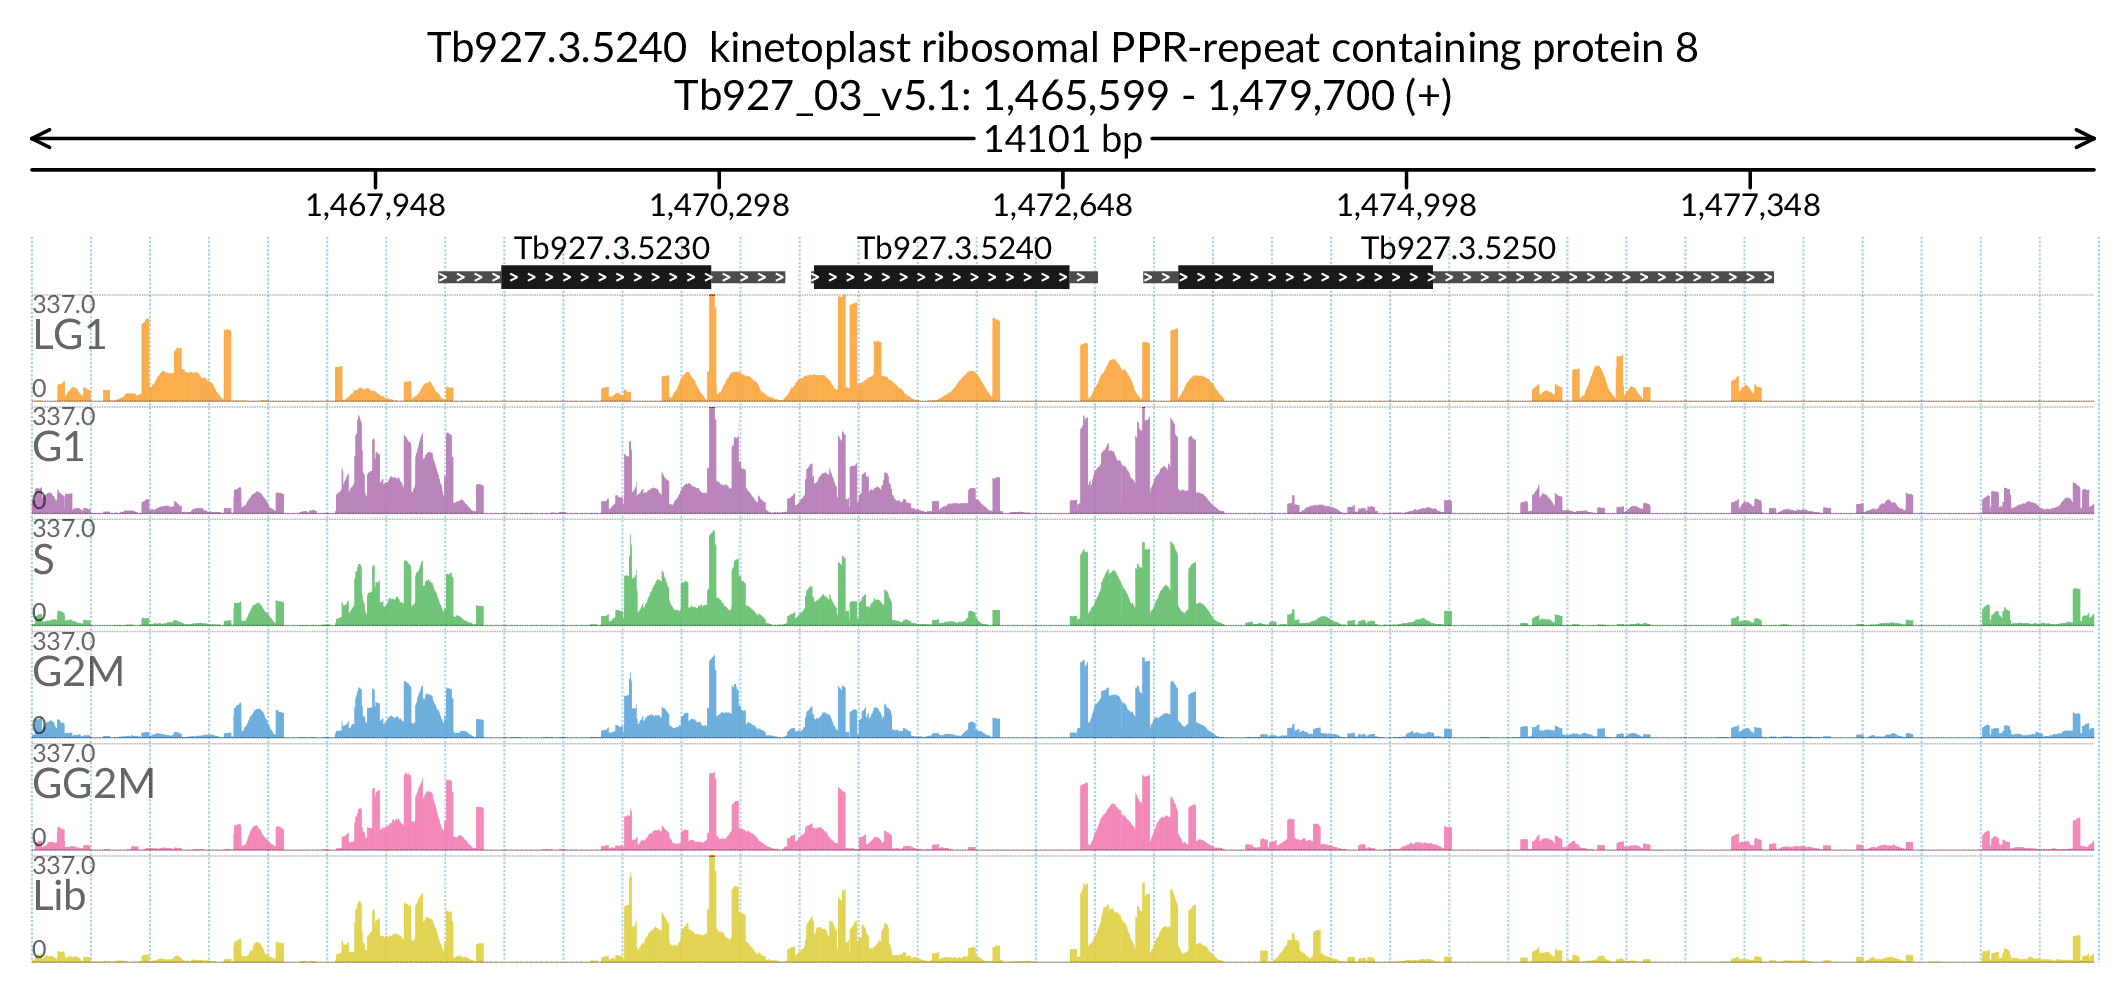 Tb927.3.5240 kinetoplast ribosomal PPR-repeat containing protein 8
Tb927_03_v5.1: 1,465,599 - 1,479,700 (+)
14101 bp
1,467,948 1,470,298 1,472,648 1,474,998 1,477,348
Tb927.3.5230 Tb927.3.5240 Tb927.3.5250
337.0
LG1
0
337.0
G1
0
337.0
S
0
337.0
G2M
0
337.0
GG2M
0
337.0
Lib
0